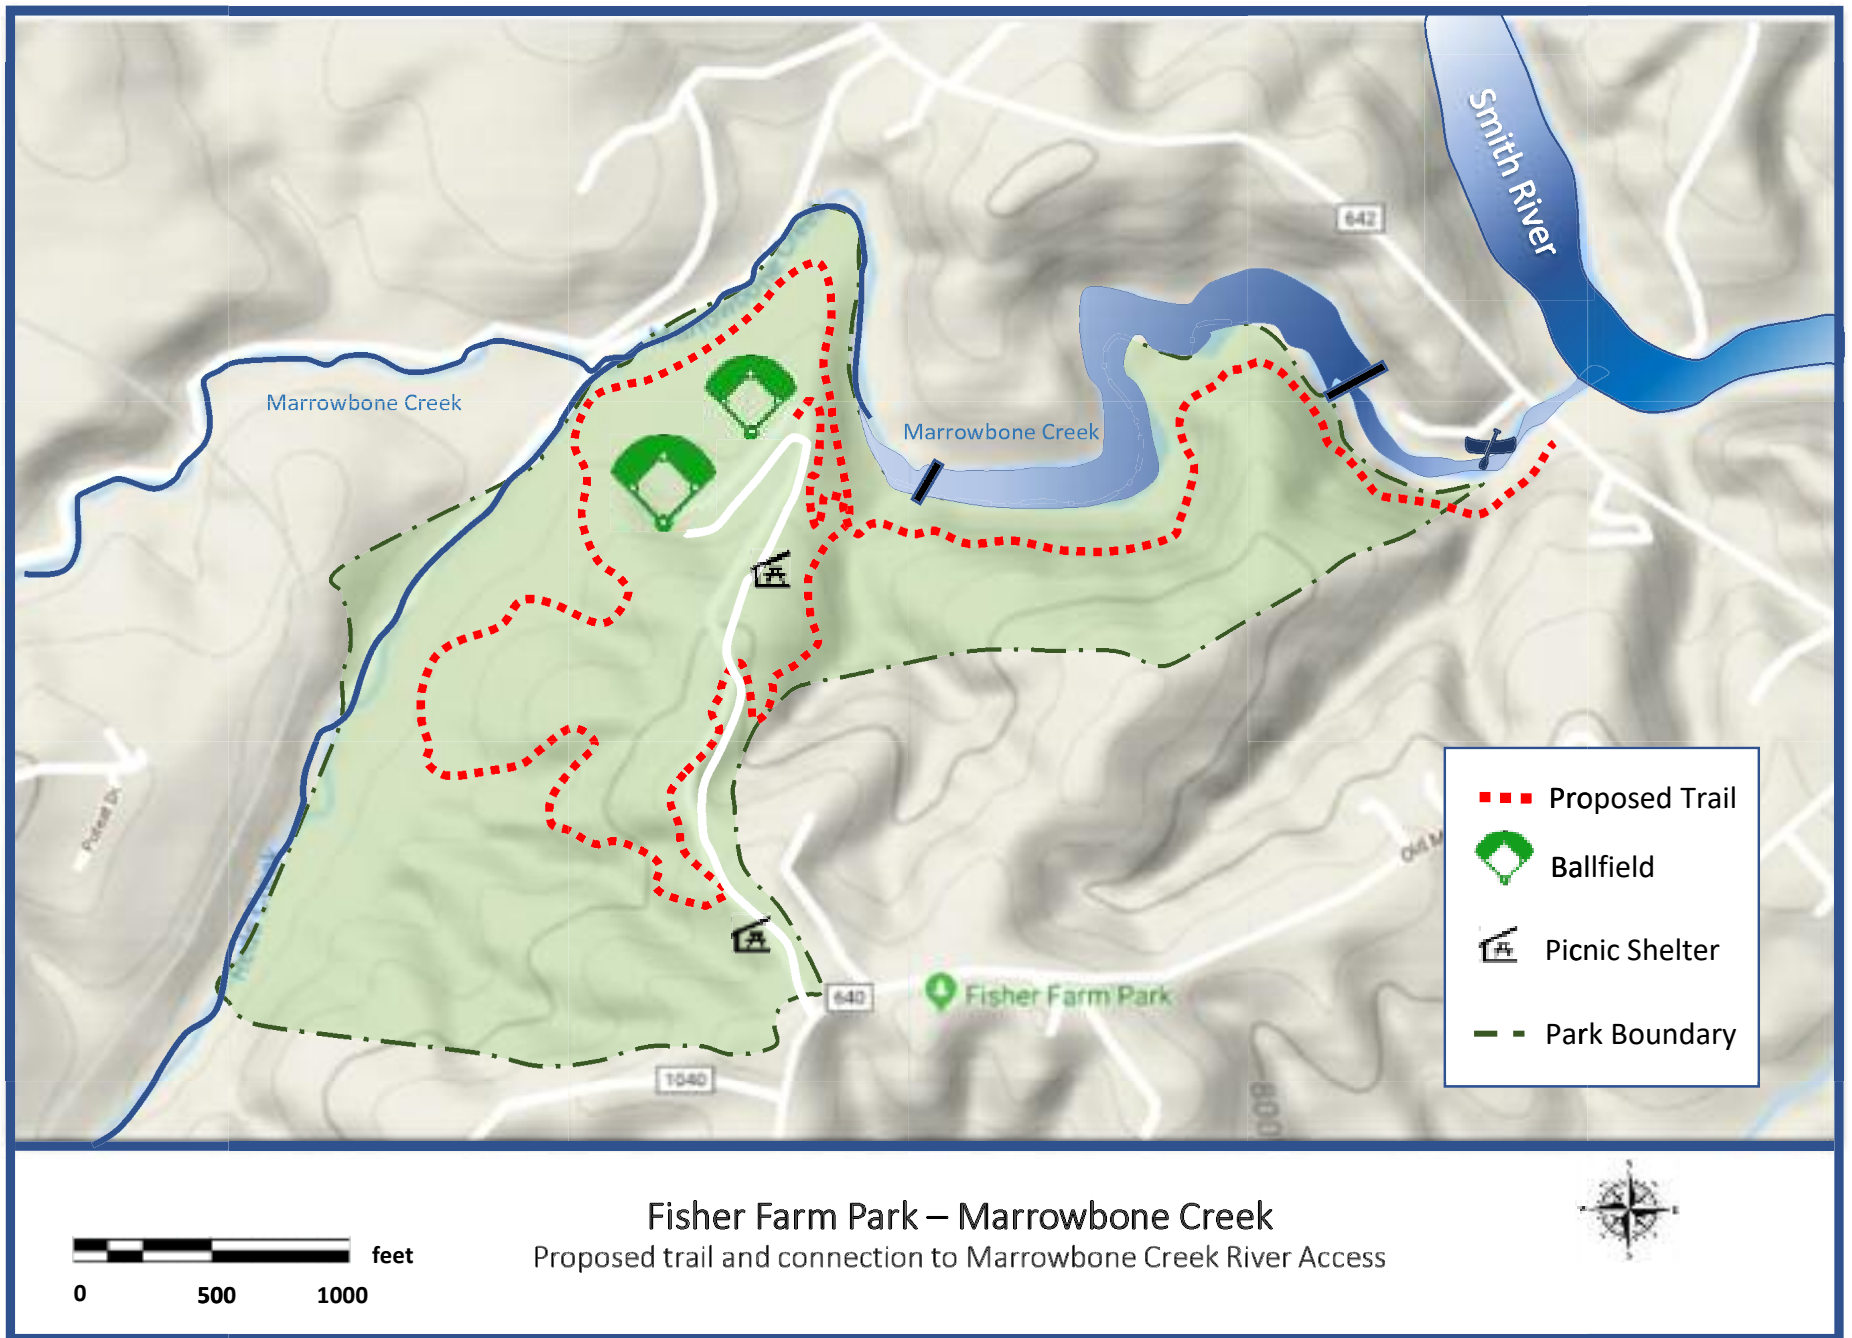 Smith River
642
Marrowbone Creek
Marrowbone Creek
Proposed Trail
Ballfield
Picnic Shelter
Park Boundary
Poteat Dr
640
Fisher Farm Park
1040
800
Fisher Farm Park – Marrowbone Creek
Proposed trail and connection to Marrowbone Creek River Access
feet
0 500 1000